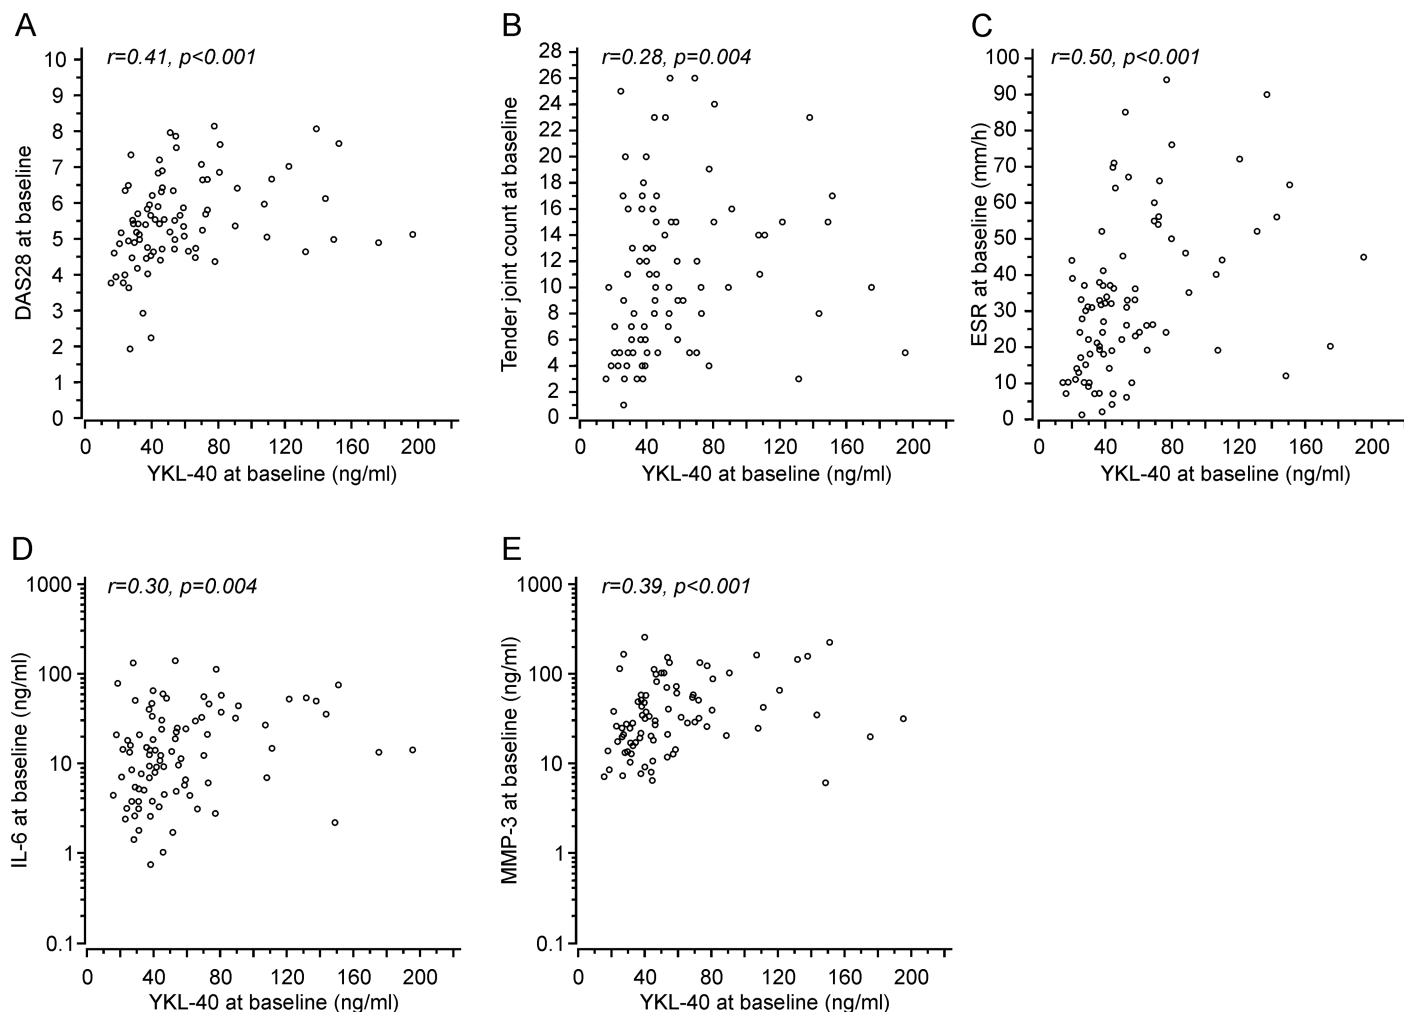 A
r=0.41, p<0.001
DAS28 at baseline
10
9
8
7
6
5
4
3
2
1
0
0 40 80 120 160 200
YKL-40 at baseline (ng/ml)
B
r=0.28, p=0.004
Tender joint count at baseline
28
26
24
22
20
18
16
14
12
10
8
6
4
2
0
0 40 80 120 160 200
YKL-40 at baseline (ng/ml)
C
r=0.50, p<0.001
ESR at baseline (mm/h)
100
90
80
70
60
50
40
30
20
10
0
0 40 80 120 160 200
YKL-40 at baseline (ng/ml)
D
r=0.30, p=0.004
IL-6 at baseline (ng/ml)
1000
100
10
1
0.1
0 40 80 120 160 200
YKL-40 at baseline (ng/ml)
E
r=0.39, p<0.001
MMP-3 at baseline (ng/ml)
1000
100
10
1
0.1
0 40 80 120 160 200
YKL-40 at baseline (ng/ml)